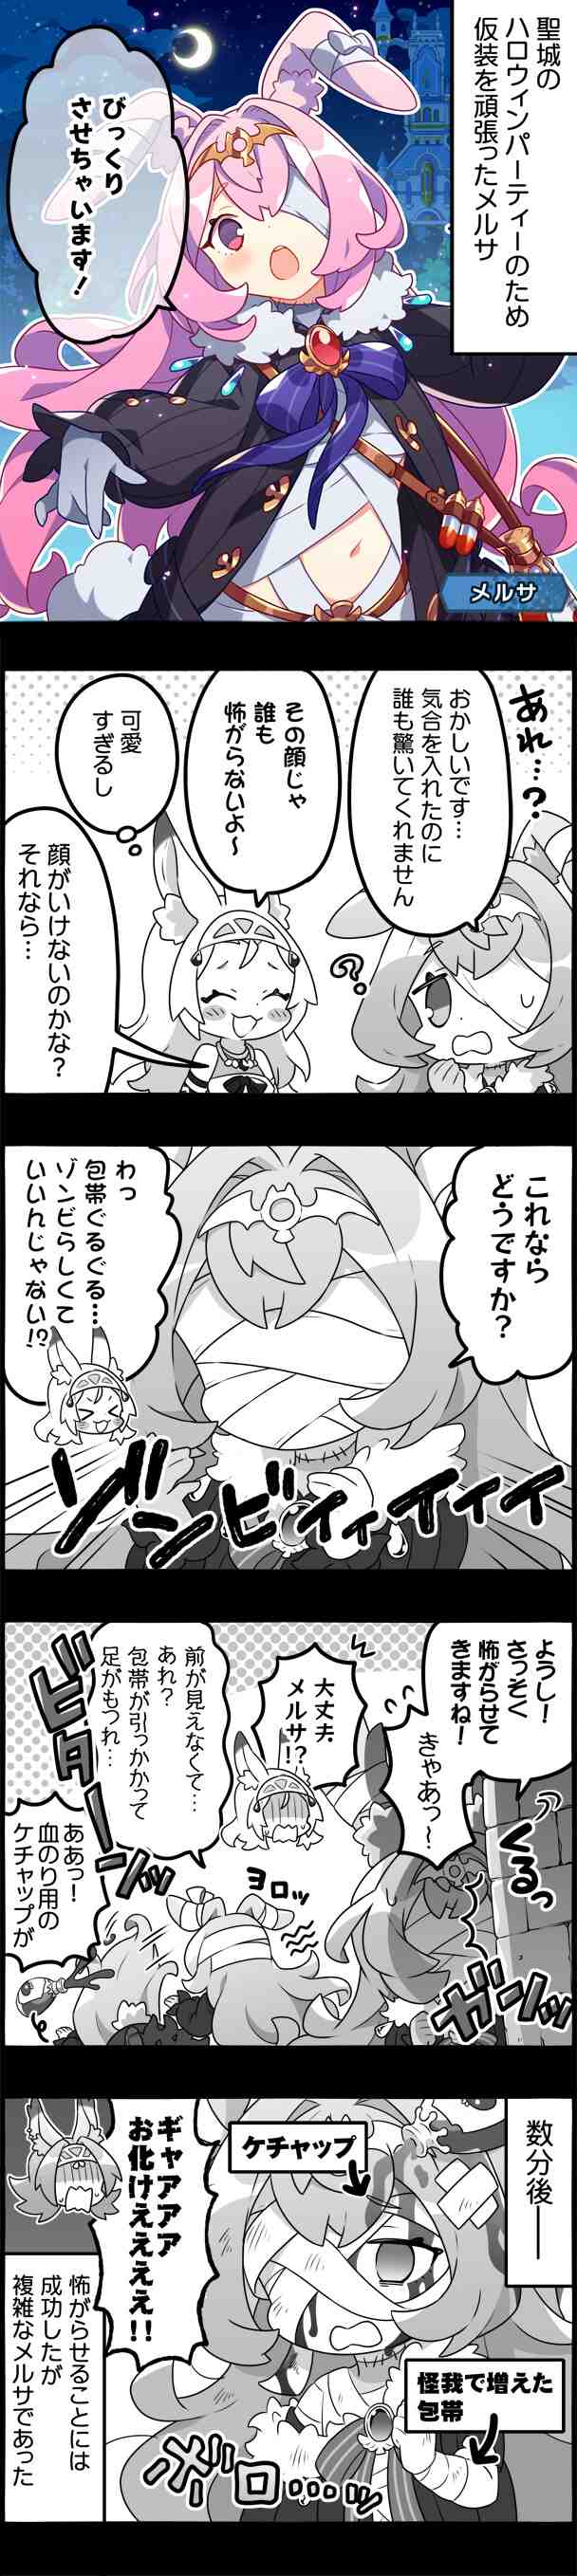 聖城の
ハロウィンパーティーのため
仮装を頑張ったメルサ
びっくり
させちゃいます！
メルサ
あれ…？
おかしいです…
気合を入れたのに
誰も驚いてくれません
その顔じゃ
誰も
怖がらないよ～
可愛
すぎるし
？
顔がいけないのかな？
それなら…
これなら
どうですか？
わっ
包帯ぐるぐる…
ゾンビらしくて
いいんじゃない！？
ゾンビィィイィィ
ようし！
さっそく
怖がらせて
きますね！
くるっ
きゃあっ～
ガンッ
大丈夫
メルサ！？
ヨロッ
前が見えなくて…
あれ？
包帯が引っかかって
足がもつれ…
ビターンッ
ああっ！
血のり用の
ケチャップが
数分後──
ケチャップ
ギャアアア
お化けええええ！！
怪我で増えた
包帯
ボロ……ッ
怖がらせることには
成功したが
複雑なメルサであった